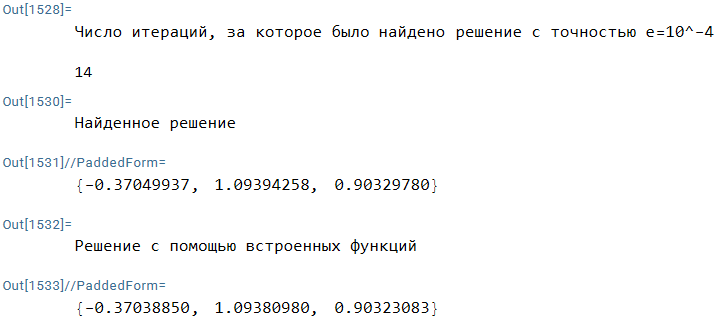 Out[1528]=
Число итераций, за которое было найдено решение с точностью e=10^-4
14
Out[1530]=
Найденное решение
Out[1531]//PaddedForm=
{-0.37049937, 1.09394258, 0.90329780}
Out[1532]=
Решение с помощью встроенных функций
Out[1533]//PaddedForm=
{-0.37038850, 1.09380980, 0.90323083}